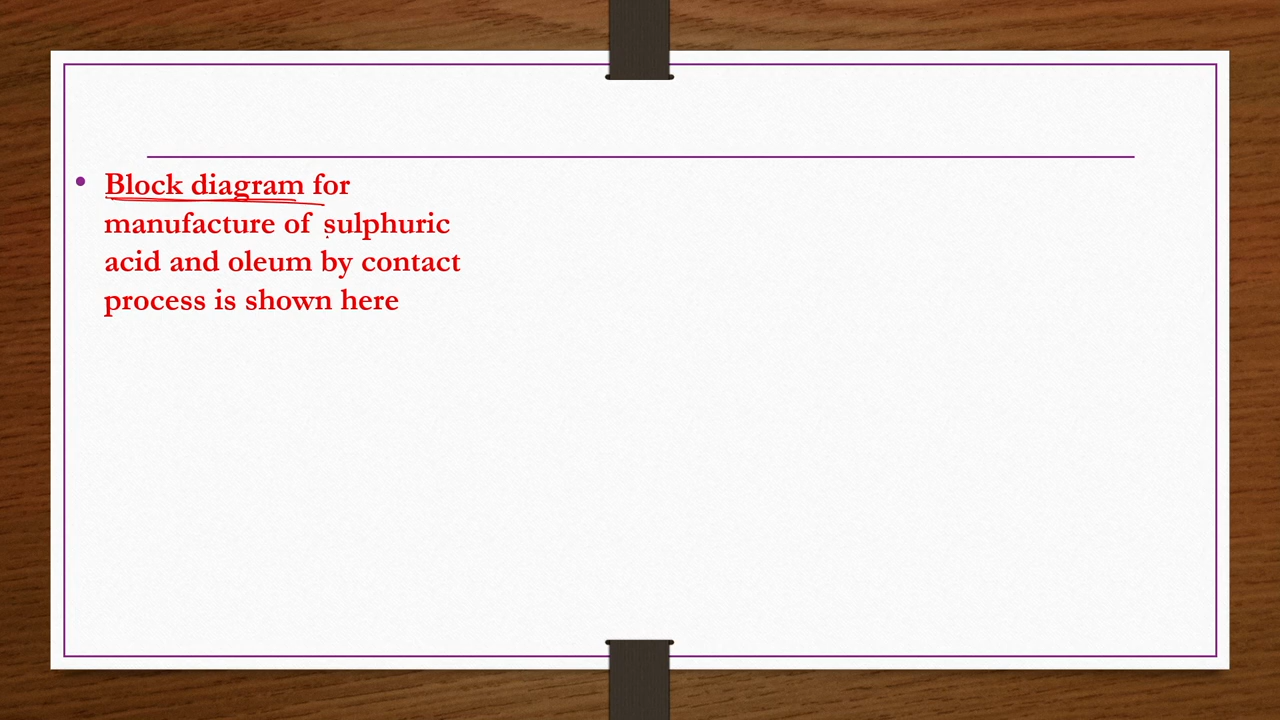 Block diagram for
manufacture of sulphuric
acid and oleum by contact
process is shown here